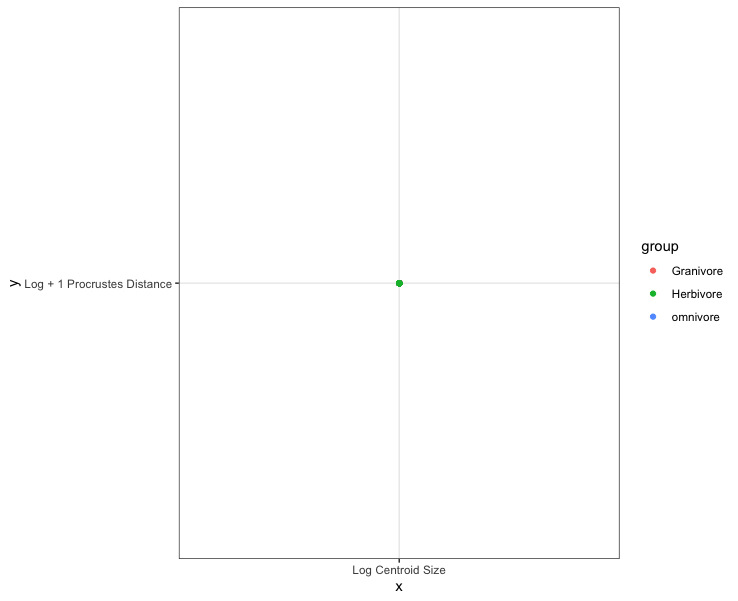 group
Granivore
Herbivore
omnivore
y
Log + 1 Procrustes Distance
Log Centroid Size
x